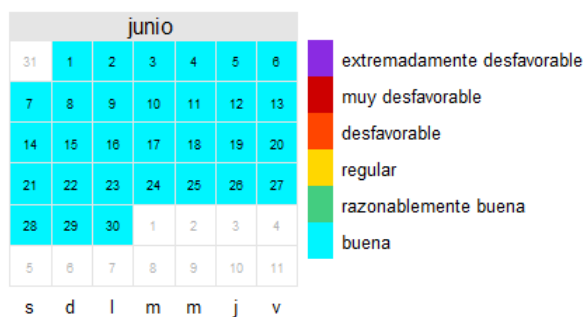 junio
31 1 2 3 4 5 6
7 8 9 10 11 12 13
14 15 16 17 18 19 20
21 22 23 24 25 26 27
28 29 30 1 2 3 4
5 6 7 8 9 10 11
s d l m m j v
extremadamente desfavorable
muy desfavorable
desfavorable
regular
razonablemente buena
buena